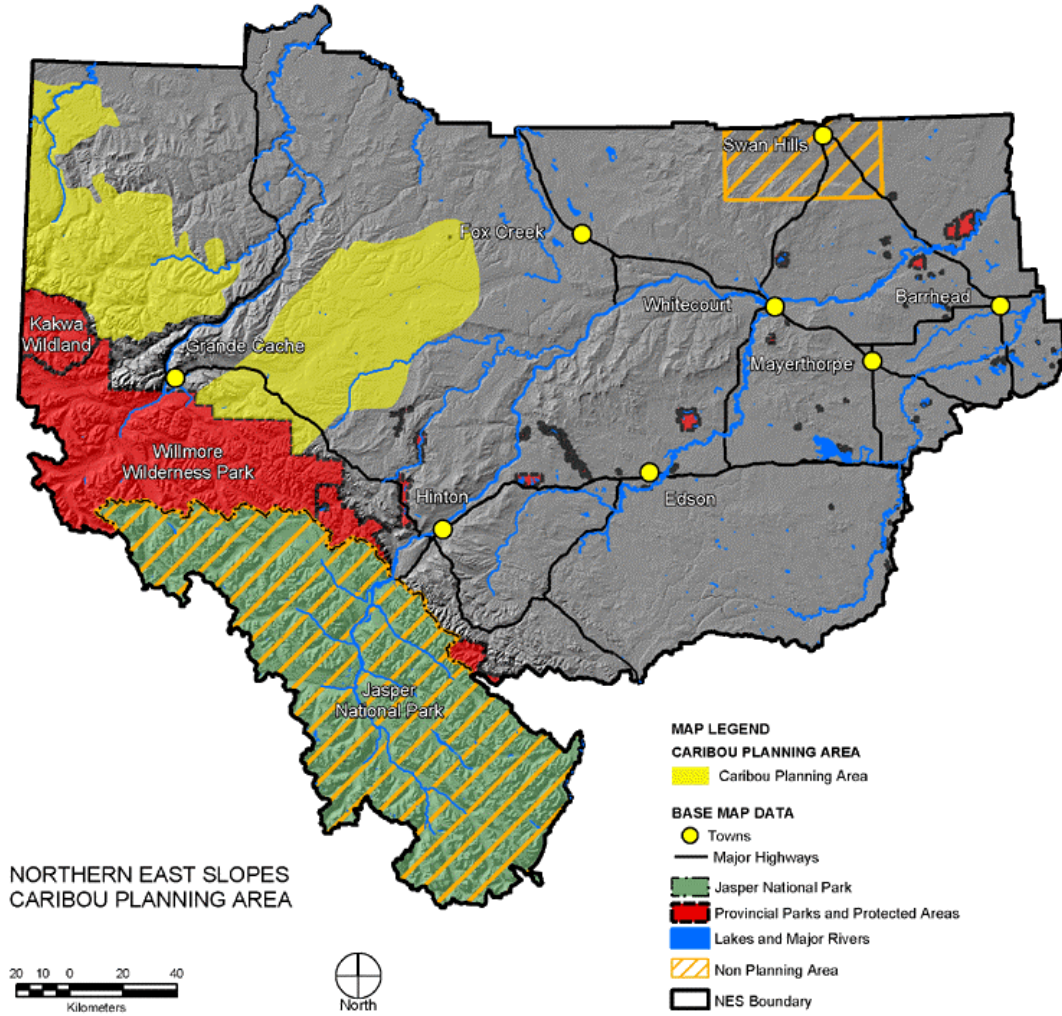 Swan Hills
Fox Creek
Whitecourt
Barrhead
Kakwa
Wildland
Grande Cache
Mayerthorpe
Willmore
Wilderness Park
Hinton
Edson
Jasper
National Park
MAP LEGEND
CARIBOU PLANNING AREA
Caribou Planning Area
BASE MAP DATA
Towns
Major Highways
Jasper National Park
Provincial Parks and Protected Areas
Lakes and Major Rivers
Non Planning Area
NES Boundary
NORTHERN EAST SLOPES
CARIBOU PLANNING AREA
20 10 0 20 40
Kilometers
North